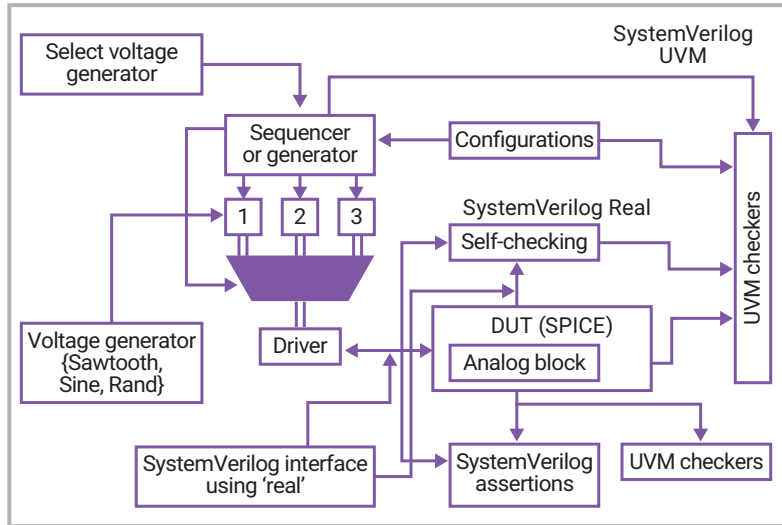 Select voltage
generator
SystemVerilog
UVM
Sequencer
or generator
Configurations
1
2
3
SystemVerilog Real
Self-checking
UVM checkers
DUT (SPICE)
Analog block
Voltage generator
{Sawtooth,
Sine, Rand}
Driver
SystemVerilog interface
using ‘real’
SystemVerilog
assertions
UVM checkers